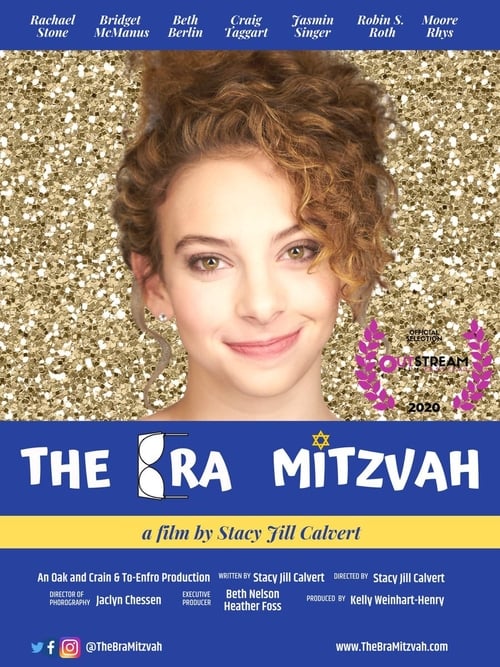 Rachael Bridget Beth Craig Jasmin Robin S. Moore
Stone McManus Berlin Taggart Singer Roth Rhys
OFFICIAL
SELECTION
OUTSTREAM
2020
THE BRA MiTZVAH
a film by Stacy Jill Calvert
An Oak and Crain & To-Enfro Production WRITTEN BY Stacy Jill Calvert DIRECTED BY Stacy Jill Calvert
DIRECTOR OF PHOROGRAPHY Jaclyn Chessen EXECUTIVE PRODUCER Beth Nelson Heather Foss PRODUCED BY Kelly Weinhart-Henry
@TheBraMitzvah www.TheBraMitzvah.com